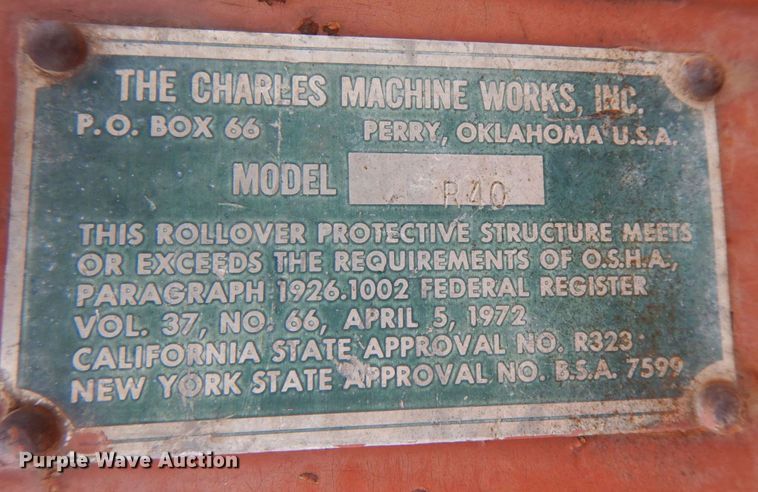 THE CHARLES MACHINE WORKS, INC.
P.O. BOX 66 PERRY, OKLAHOMA U.S.A.
MODEL R40
THIS ROLLOVER PROTECTIVE STRUCTURE MEETS
OR EXCEEDS THE REQUIREMENTS OF O.S.H.A.,
PARAGRAPH 1926.1002 FEDERAL REGISTER
VOL. 37, NO. 66, APRIL 5, 1972
CALIFORNIA STATE APPROVAL NO. R323
NEW YORK STATE APPROVAL NO. B.S.A. 7599
Purple Wave Auction